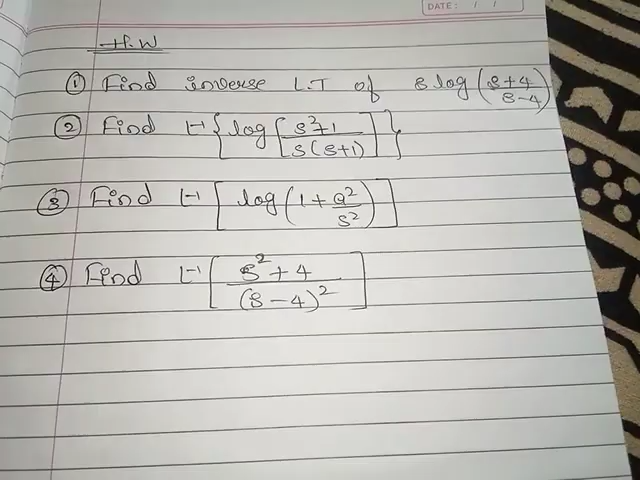 DATE: / /
H.W
① Find inverse L.T of s log(s+4/s-4)
② Find L⁻¹{log[s²+1/s(s+1)]}
③ Find L⁻¹[log(1+a²/s²)]
④ Find L⁻¹[s²+4/(s-4)²]